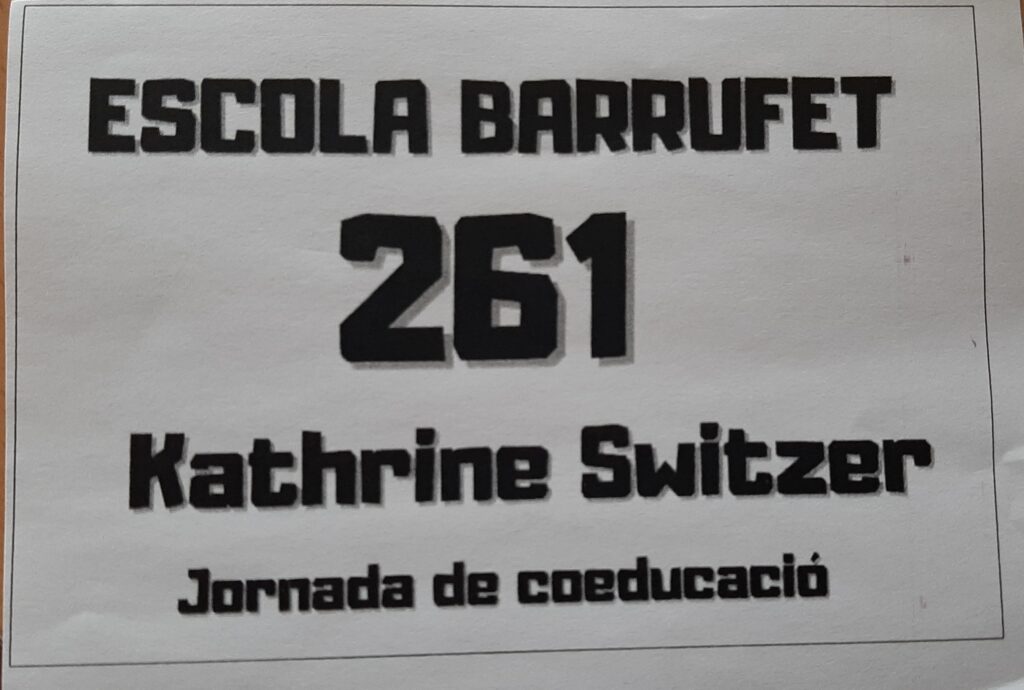 ESCOLA BARRUFET
261
Kathrine Switzer
Jornada de coeducació